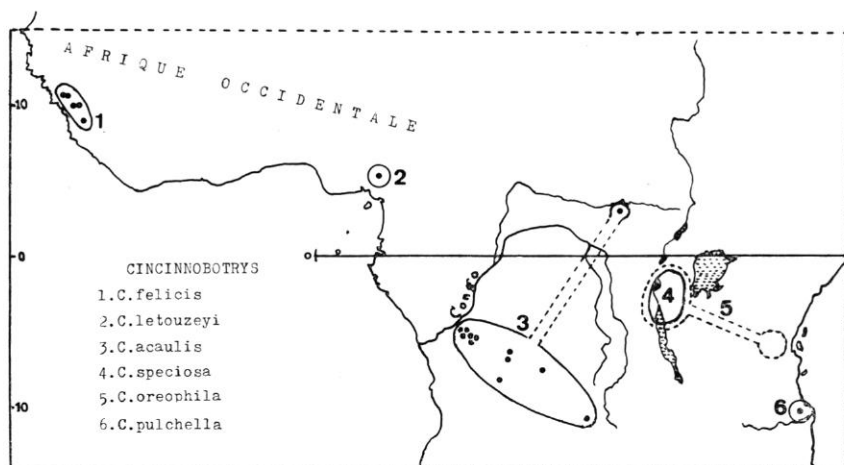 AFRIQUE OCCIDENTALE
10
1
2
0
0
CINCINNOBOTRYS
1.C.felicis
2.C.letouzeyi
3.C.acaulis
4.C.speciosa
5.C.oreophila
6.C.pulchella
Congo
3
4
5
10
6